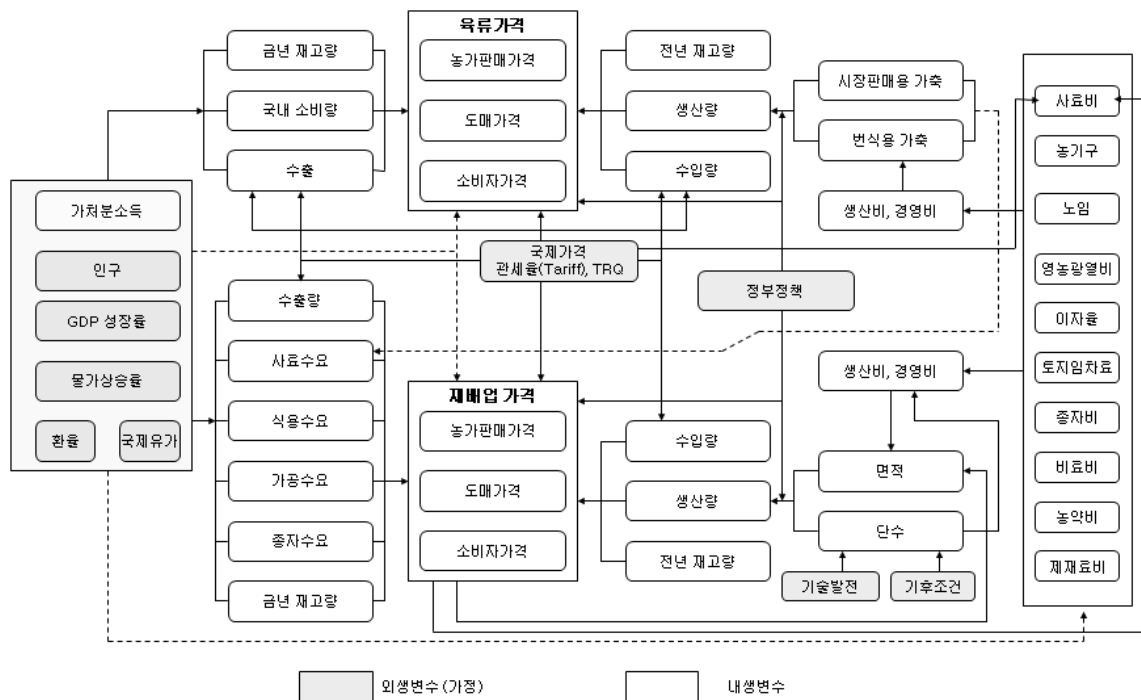 육류가격
금년 재고량
국내 소비량
수출
농가판매가격
도매가격
소비자가격
전년 재고량
생산량
수입량
시장판매용 가축
번식용 가축
생산비, 경영비
사료비
농기구
노임
영농광열비
이자율
토지임차료
종자비
비료비
농약비
제재료비
가처분소득
인구
GDP 성장률
물가상승률
환율
국제유가
국제가격
관세율(Tariff), TRQ
정부정책
수출량
사료수요
식용수요
가공수요
종자수요
금년 재고량
재배업 가격
농가판매가격
도매가격
소비자가격
수입량
생산량
전년 재고량
생산비, 경영비
면적
단수
기술발전
기후조건
외생변수 (가정)
내생변수